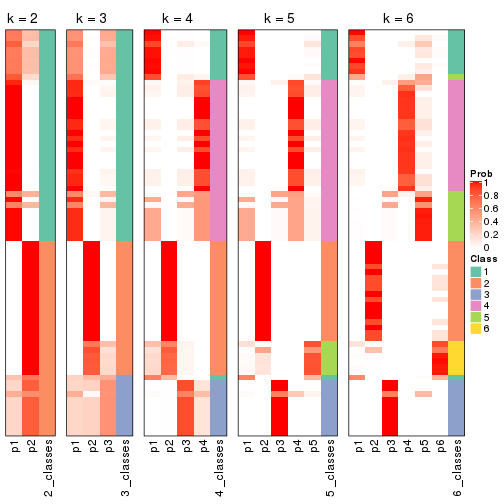 k = 2
k = 3
k = 4
k = 5
k = 6
Prob
1
0.8
0.6
0.4
0.2
0
Class
1
2
3
4
5
6
p1
p2
2_classes
p1
p2
p3
3_classes
p1
p2
p3
p4
4_classes
p1
p2
p3
p4
p5
5_classes
p1
p2
p3
p4
p5
p6
6_classes